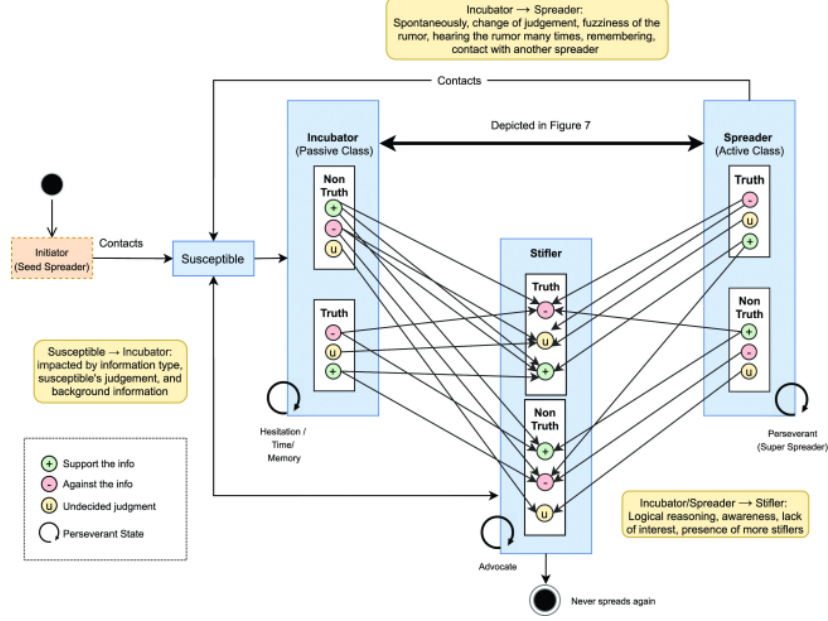 Incubator → Spreader:
Spontaneously, change of judgement, fuzziness of the
rumor, hearing the rumor many times, remembering,
contact with another spreader
Contacts
Incubator
(Passive Class)
Depicted in Figure 7
Spreader
(Active Class)
Non
Truth
+
-
u
Truth
-
u
+
Initiator
(Seed Spreader)
Contacts
Susceptible
Stifler
Truth
-
u
+
Truth
-
u
+
Non
Truth
+
-
u
Susceptible → Incubator:
impacted by information type,
susceptible's judgement, and
background information
Non
Truth
+
-
u
Hesitation /
Time/
Memory
Perseverant
(Super Spreader)
+ Support the info
- Against the info
u Undecided judgment
Perseverant State
Incubator/Spreader → Stifler:
Logical reasoning, awareness, lack
of interest, presence of more stiflers
Advocate
Never spreads again